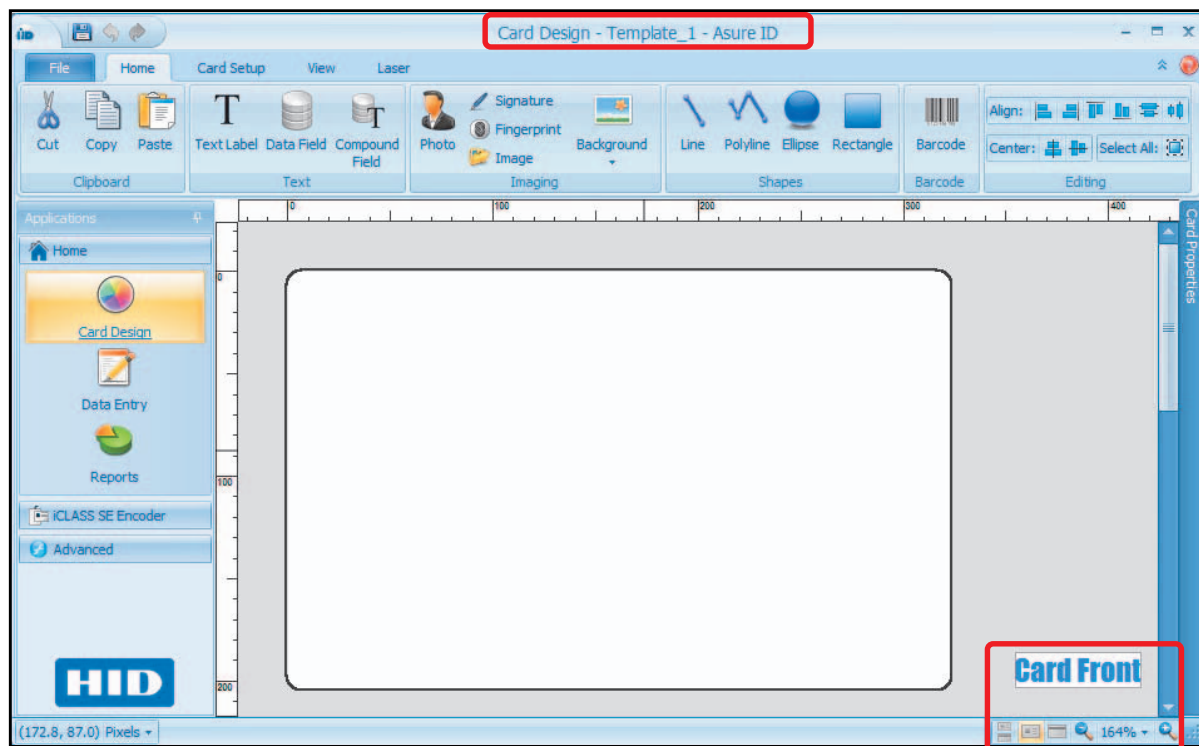 iiD
Card Design - Template_1 - Asure ID
File Home Card Setup View Laser
Cut Copy Paste
Clipboard
Text Label Data Field Compound Field
Text
Photo
Signature
Fingerprint
Image
Background
Imaging
Line Polyline Ellipse Rectangle
Shapes
Barcode
Barcode
Align:
Center: Select All:
Editing
Applications
Home
Card Design
Data Entry
Reports
iCLASS SE Encoder
Advanced
HID
0 100 200 300 400
0
100
200
Card Properties
Card Front
(172.8, 87.0) Pixels
164%